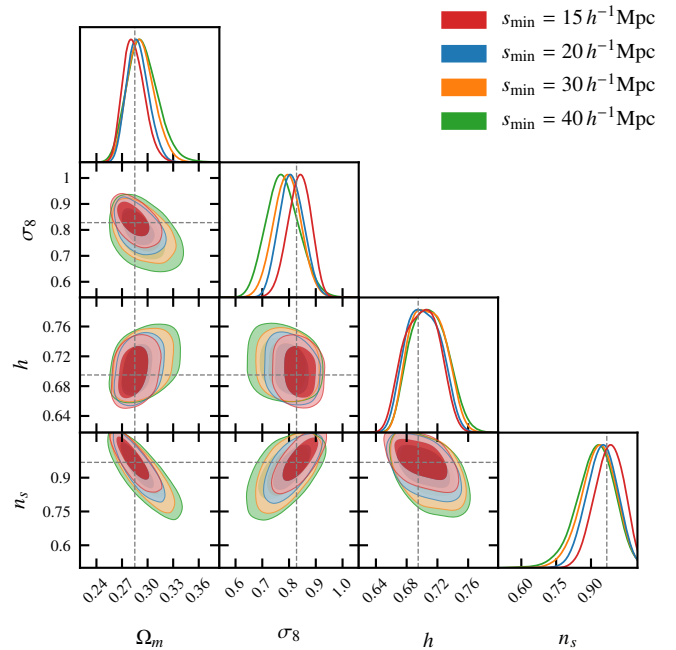 s_min = 15 h⁻¹Mpc
s_min = 20 h⁻¹Mpc
s_min = 30 h⁻¹Mpc
s_min = 40 h⁻¹Mpc
1
0.9
0.8
0.7
0.6
σ₈
0.76
0.72
0.68
0.64
h
0.9
0.75
0.6
n_s
0.24 0.27 0.30 0.33 0.36
0.6 0.7 0.8 0.9 1.0
0.64 0.68 0.72 0.76
0.60 0.75 0.90
Ω_m σ₈ h n_s